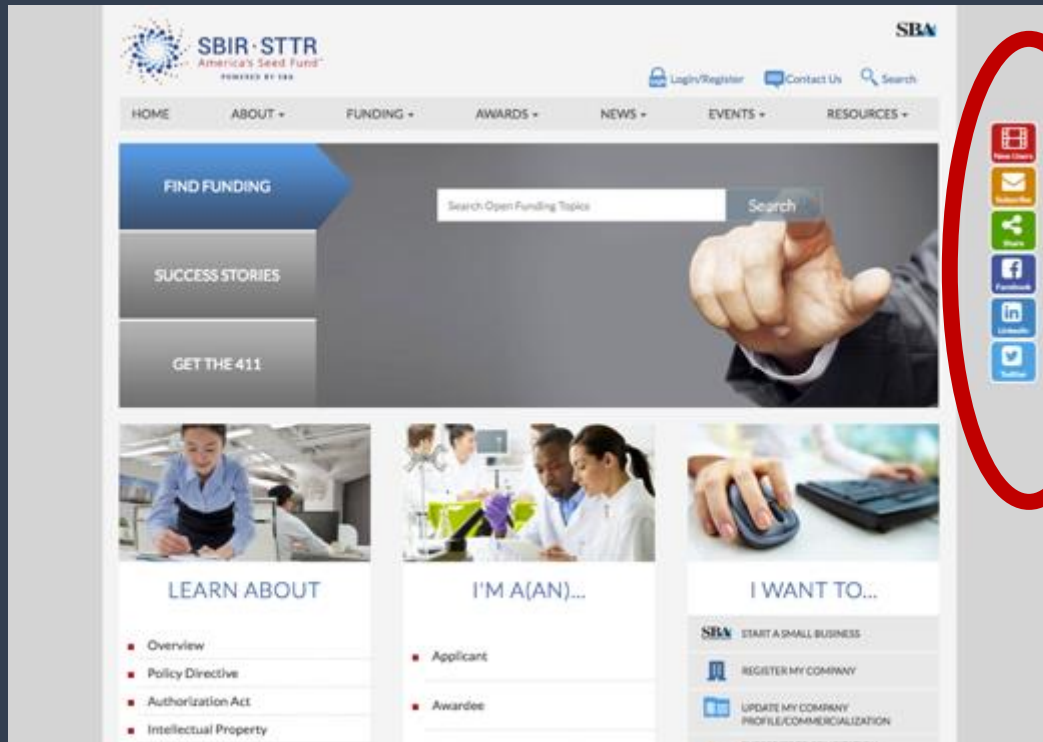 SBA
SBIR·STTR
America's Seed Fund™
POWERED BY SBA
Login/Register Contact Us Search
HOME ABOUT FUNDING AWARDS NEWS EVENTS RESOURCES
FIND FUNDING
Search Open Funding Topics Search
SUCCESS STORIES
GET THE 411
New Users
Subscribe
Share
Facebook
LinkedIn
Twitter
LEARN ABOUT
Overview
Policy Directive
Authorization Act
Intellectual Property
I'M A(AN)...
Applicant
Awardee
I WANT TO...
SBA START A SMALL BUSINESS
REGISTER MY COMPANY
UPDATE MY COMPANY
PROFILE/COMMERCIALIZATION